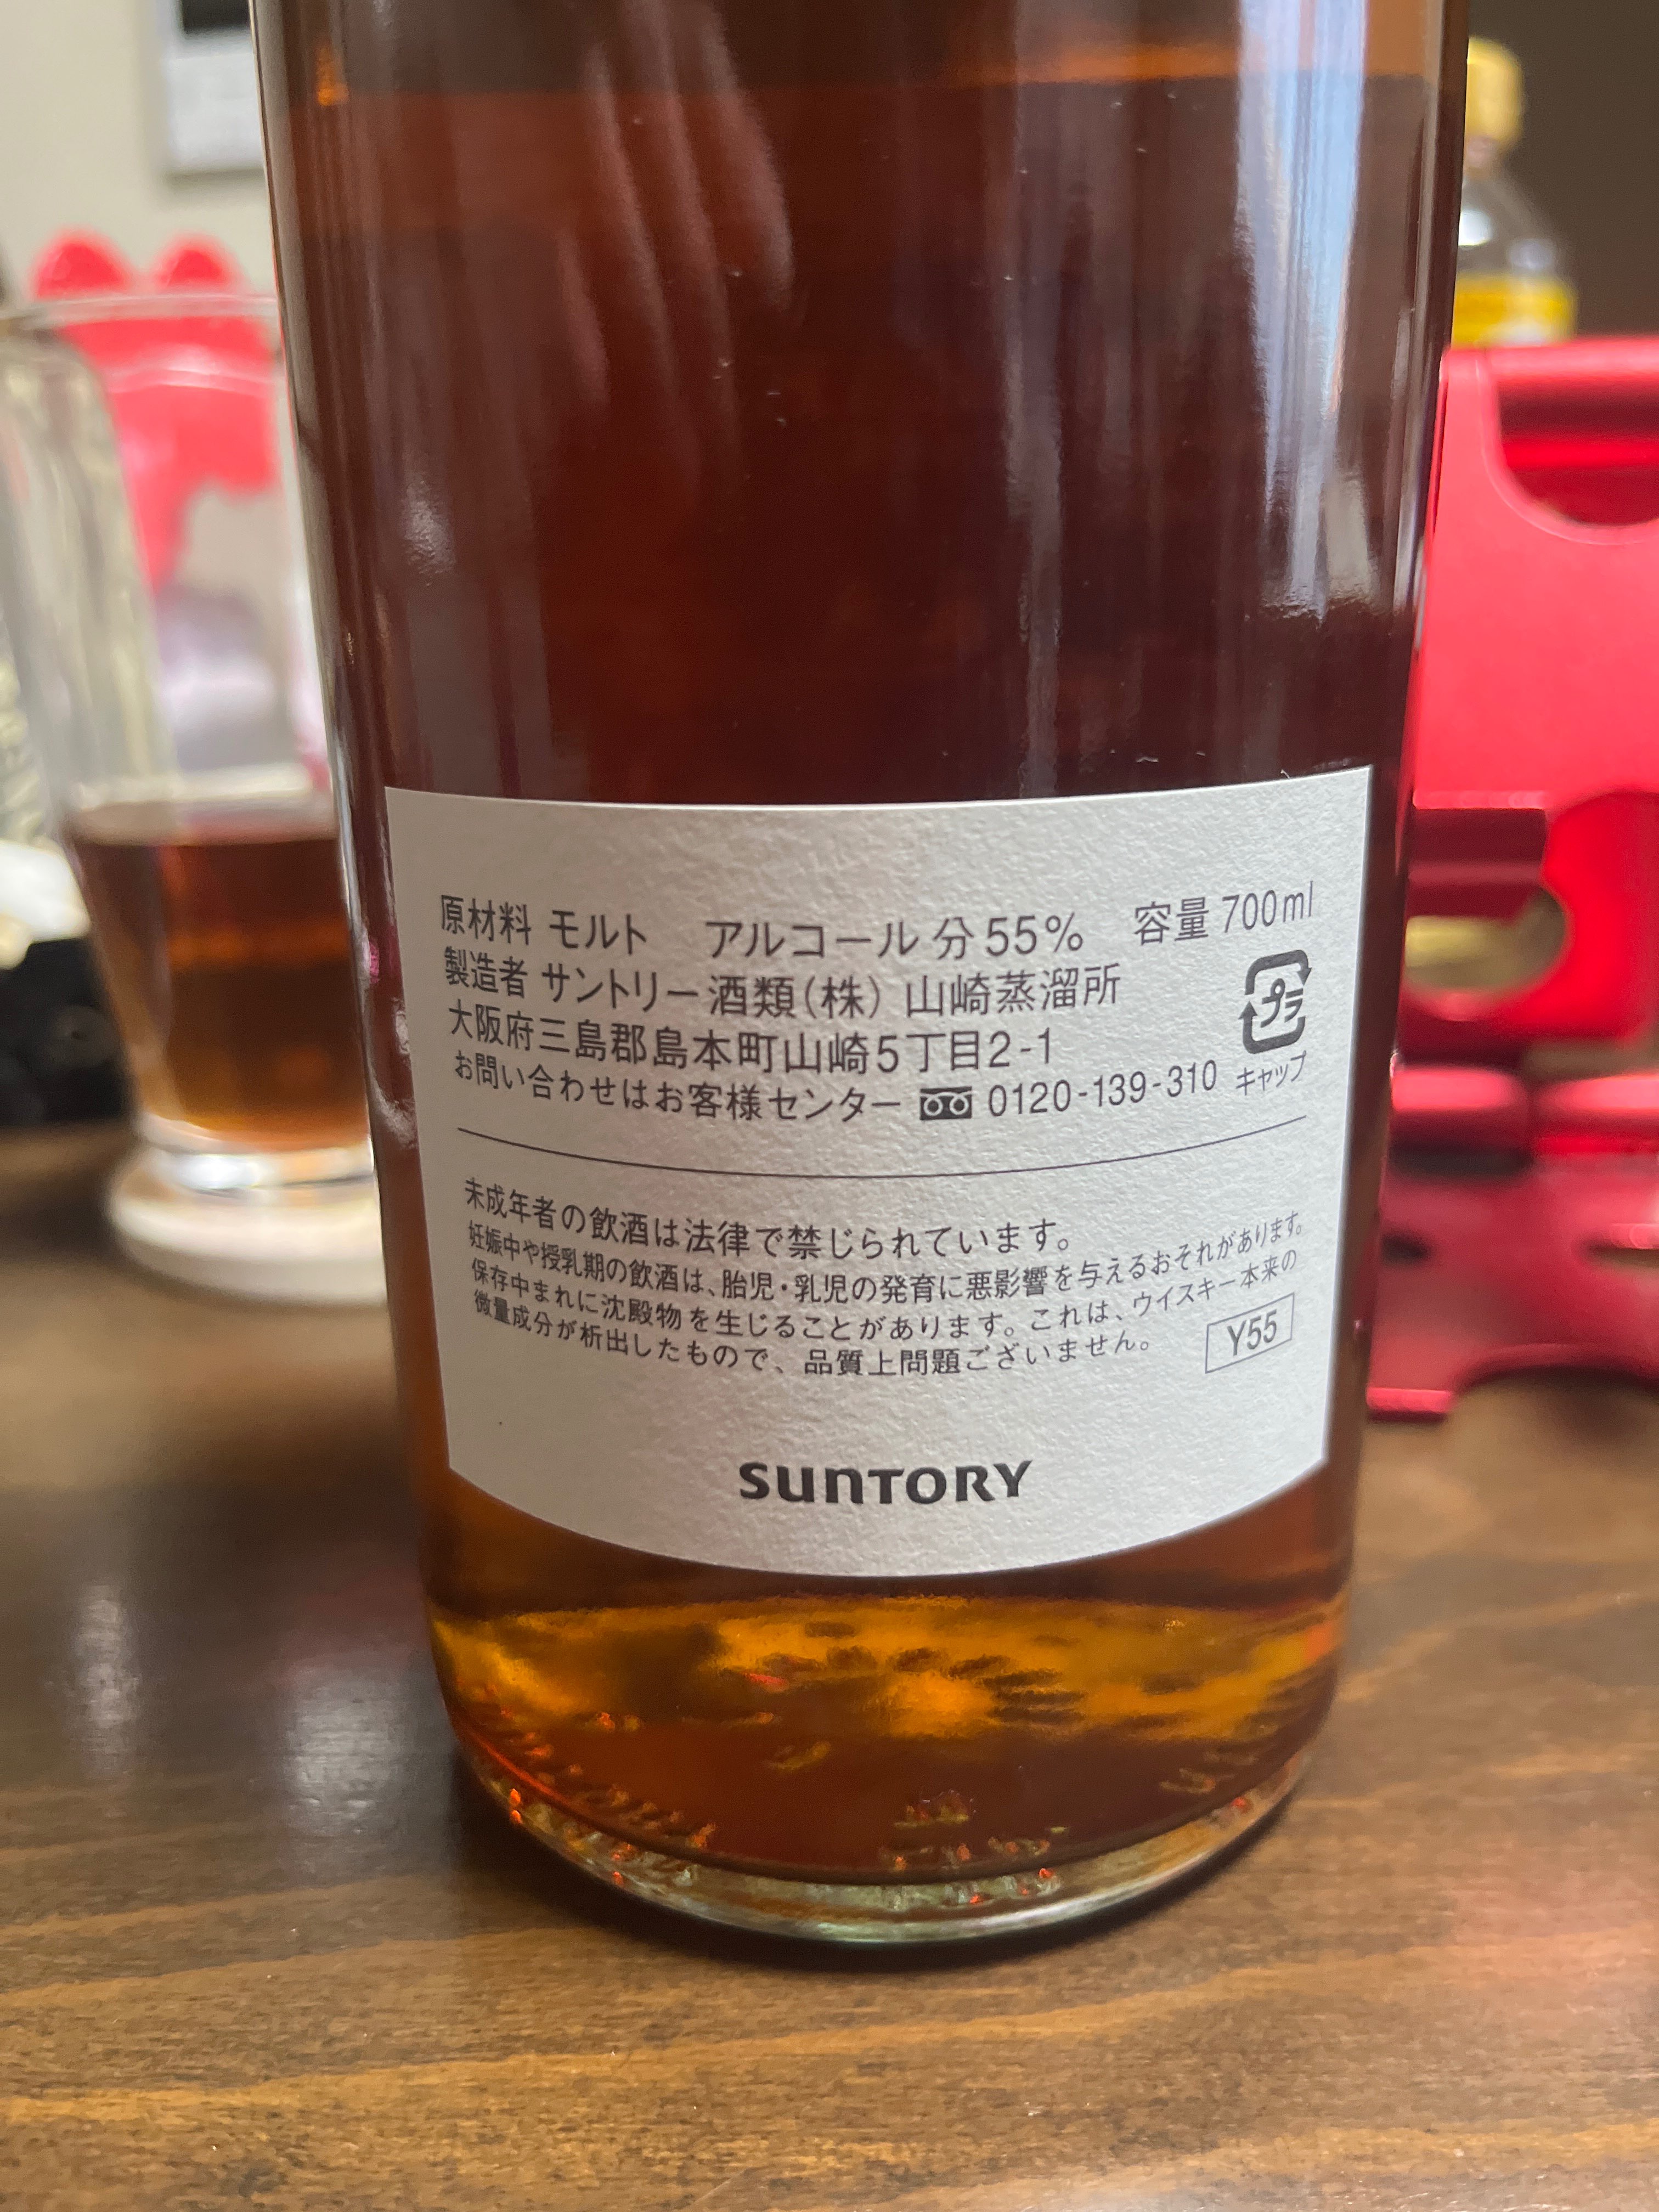 原材料 モルト アルコール分55% 容量700ml
製造者 サントリー酒類(株) 山崎蒸溜所
大阪府三島郡島本町山崎5丁目2-1
お問い合わせはお客様センター 0120-139-310
プラ
キャップ
未成年者の飲酒は法律で禁じられています。
妊娠中や授乳期の飲酒は、胎児・乳児の発育に悪影響を与えるおそれがあります。
保存中まれに沈殿物を生じることがあります。これは、ウイスキー本来の
微量成分が析出したもので、品質上問題ございません。
Y55
SUNTORY